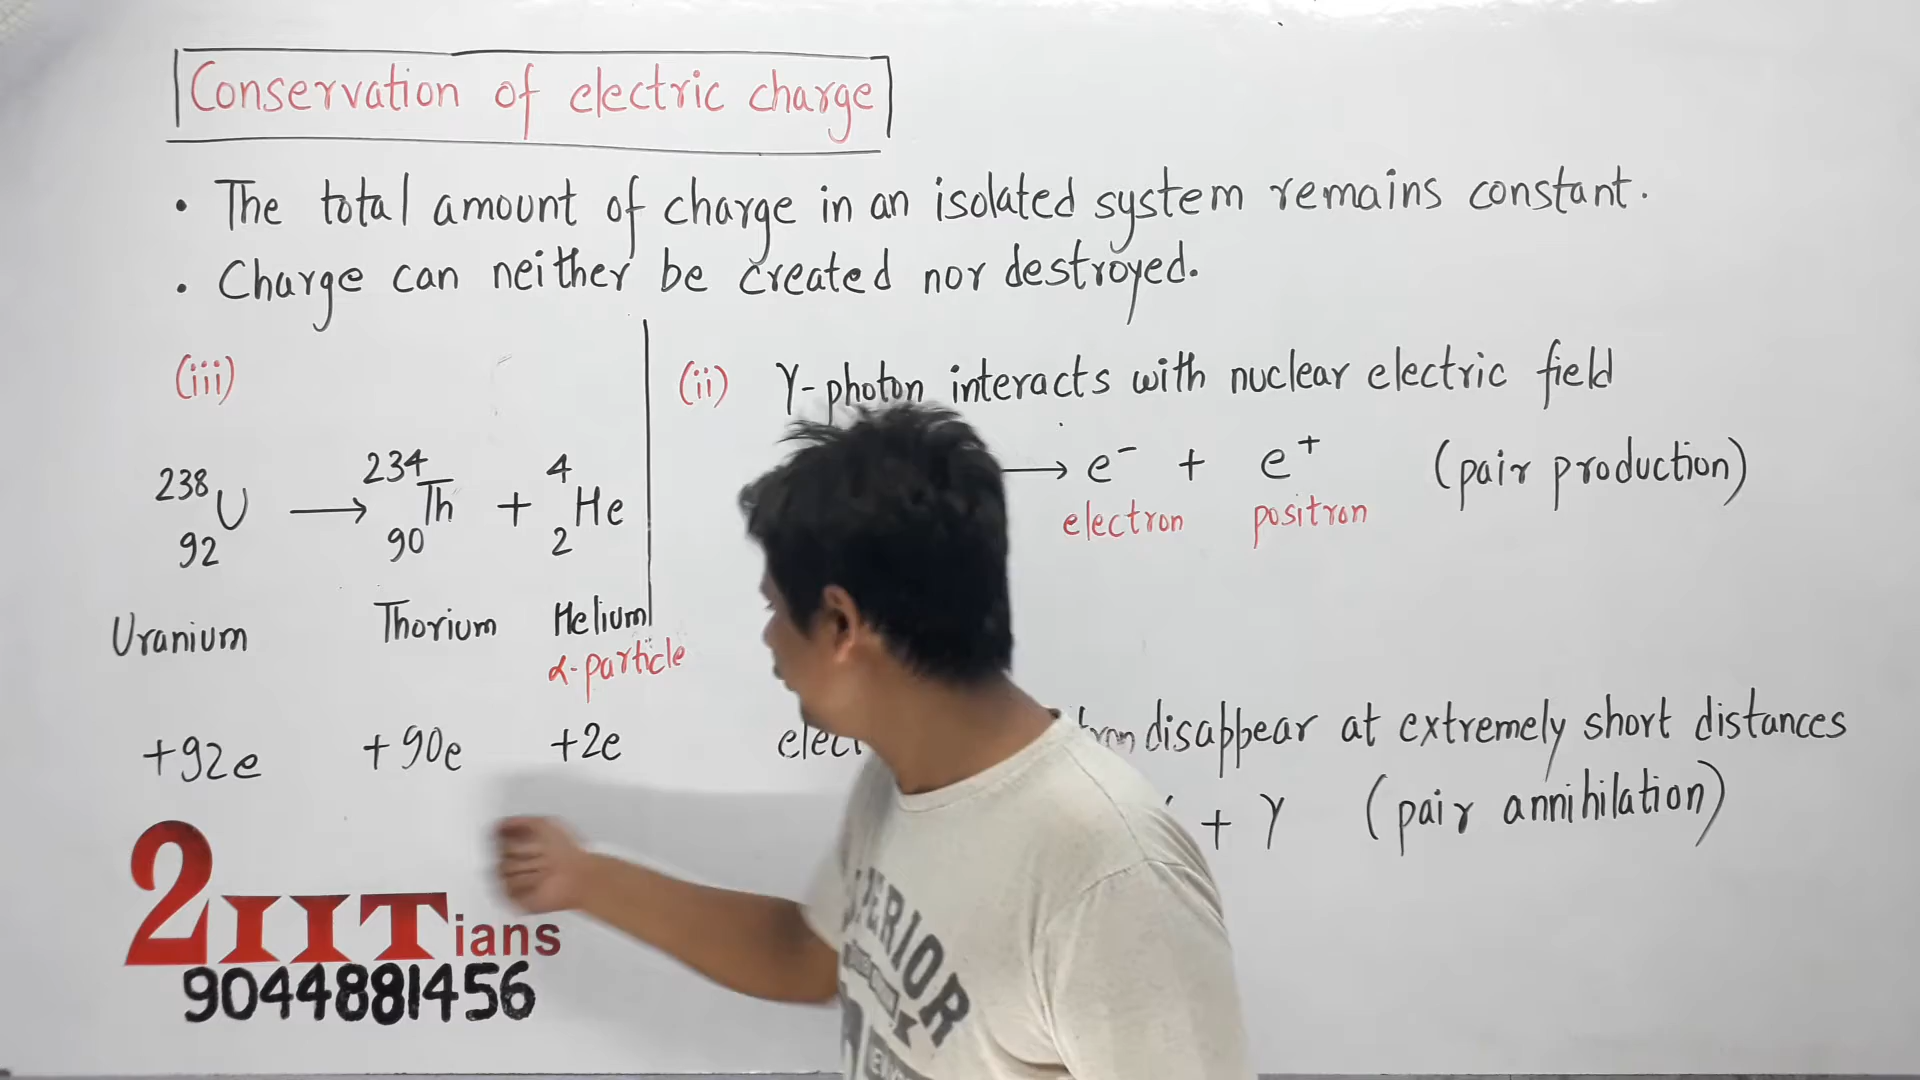 Conservation of electric charge
• The total amount of charge in an isolated system remains constant.
• Charge can neither be created nor destroyed.
(iii)
238 234 4
U ⟶ Th + He
92 90 2
Uranium Thorium Helium
α-particle
+92e +90e +2e
(ii) γ-photon interacts with nuclear electric field
⟶ e⁻ + e⁺ (pair production)
electron positron
disappear at extremely short distances
+ γ (pair annihilation)
2IITians
9044881456